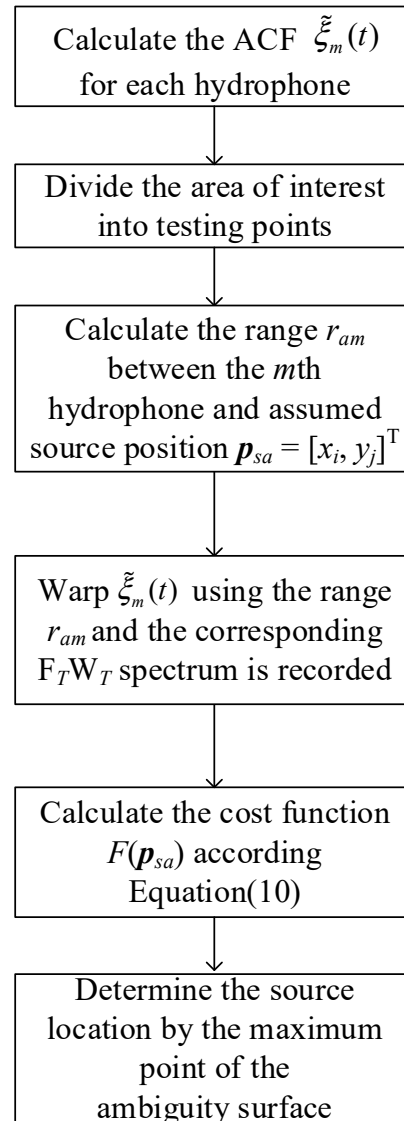 Calculate the ACF ξ̃ₘ(t)
for each hydrophone
Divide the area of interest
into testing points
Calculate the range rₐₘ
between the mth
hydrophone and assumed
source position pₛₐ = [xᵢ, yⱼ]ᵀ
Warp ξ̃ₘ(t) using the range
rₐₘ and the corresponding
F_TW_T spectrum is recorded
Calculate the cost function
F(pₛₐ) according
Equation(10)
Determine the source
location by the maximum
point of the
ambiguity surface